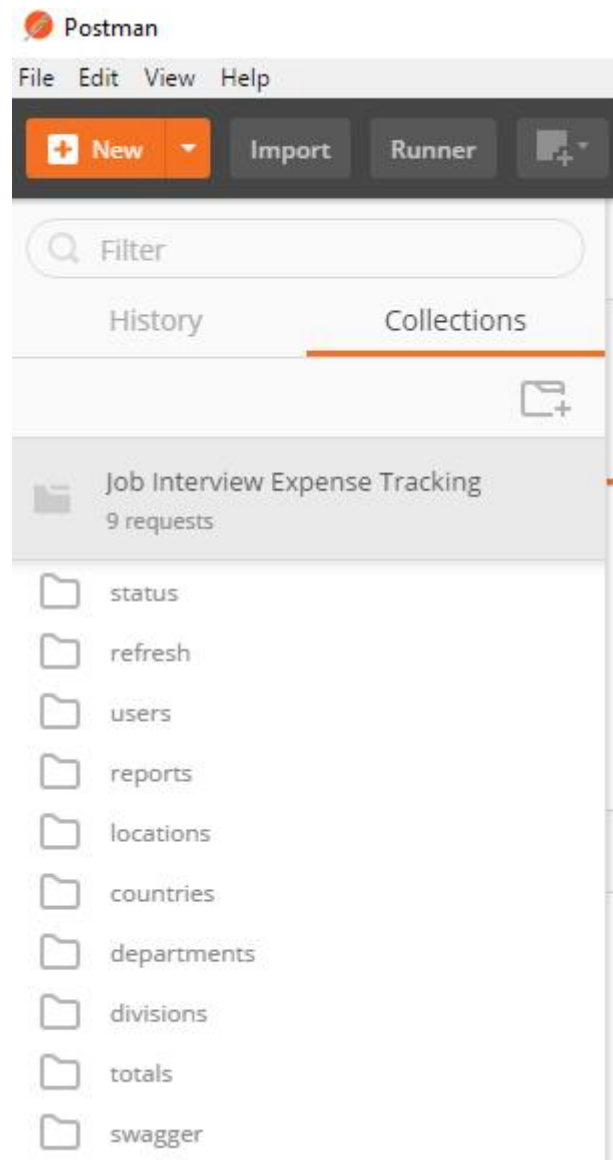 Postman
File Edit View Help
New Import Runner
Filter
History Collections
Job Interview Expense Tracking
9 requests
status
refresh
users
reports
locations
countries
departments
divisions
totals
swagger